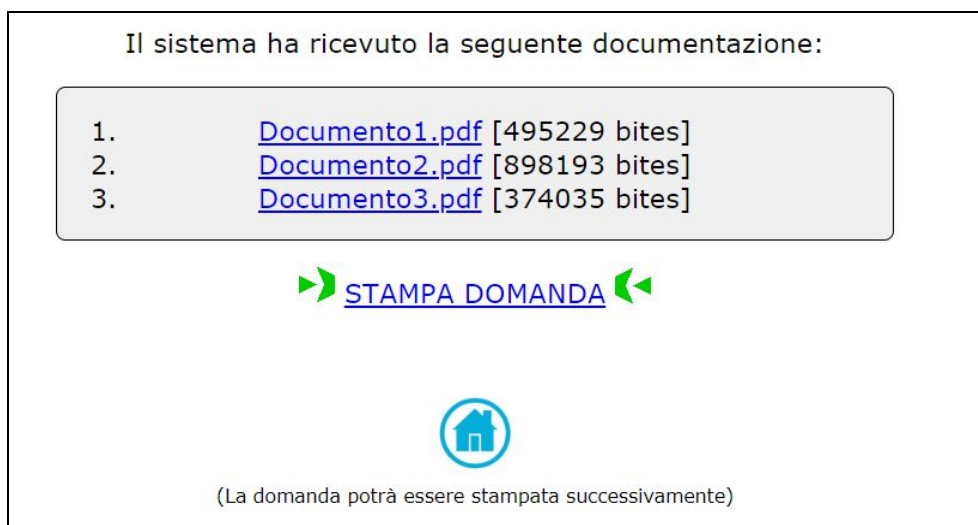 Il sistema ha ricevuto la seguente documentazione:
1. Documento1.pdf [495229 bites]
2. Documento2.pdf [898193 bites]
3. Documento3.pdf [374035 bites]
STAMPA DOMANDA
(La domanda potrà essere stampata successivamente)